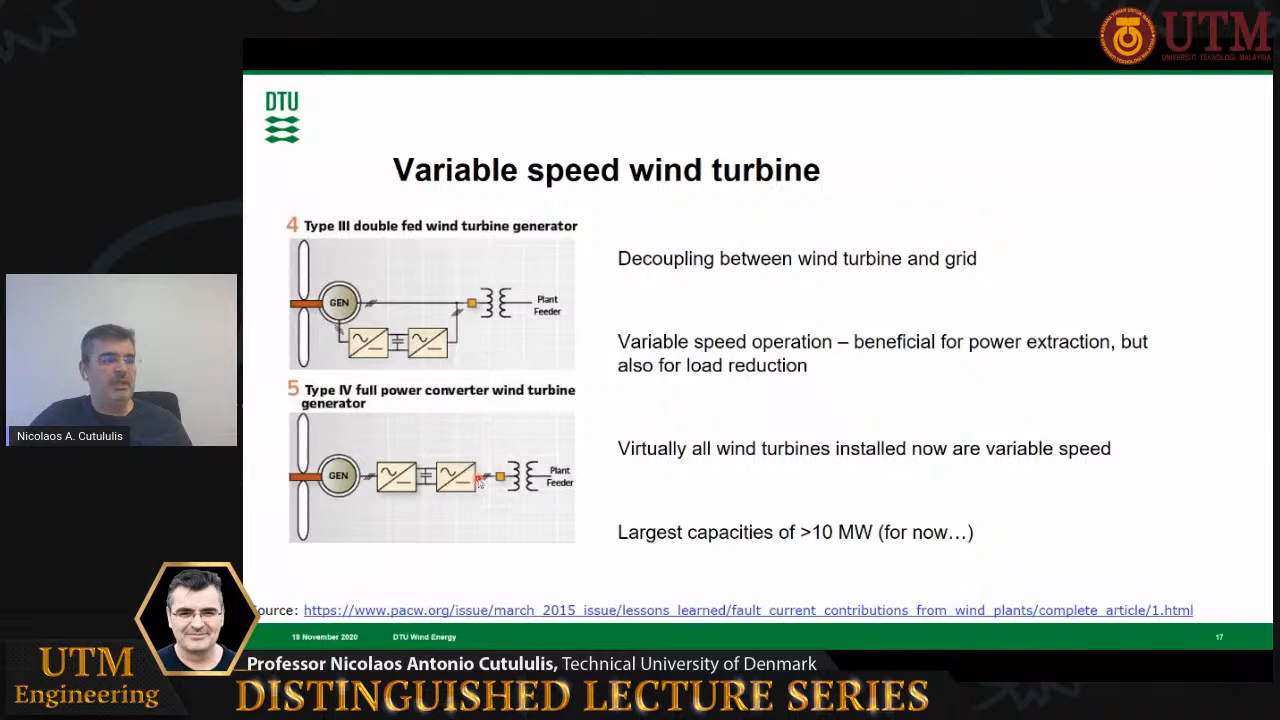 UTM
UNIVERSITI TEKNOLOGI MALAYSIA
DTU
Variable speed wind turbine
4 Type III double fed wind turbine generator
GEN
Plant
Feeder
5 Type IV full power converter wind turbine
generator
GEN
Plant
Feeder
Decoupling between wind turbine and grid
Variable speed operation – beneficial for power extraction, but
also for load reduction
Virtually all wind turbines installed now are variable speed
Largest capacities of >10 MW (for now…)
Nicolaos A. Cutululis
ource: https://www.pacw.org/issue/march_2015_issue/lessons_learned/fault_current_contributions_from_wind_plants/complete_article/1.html
18 November 2020 DTU Wind Energy 17
UTM
Engineering
Professor Nicolaos Antonio Cutululis, Technical University of Denmark
DISTINGUISHED LECTURE SERIES